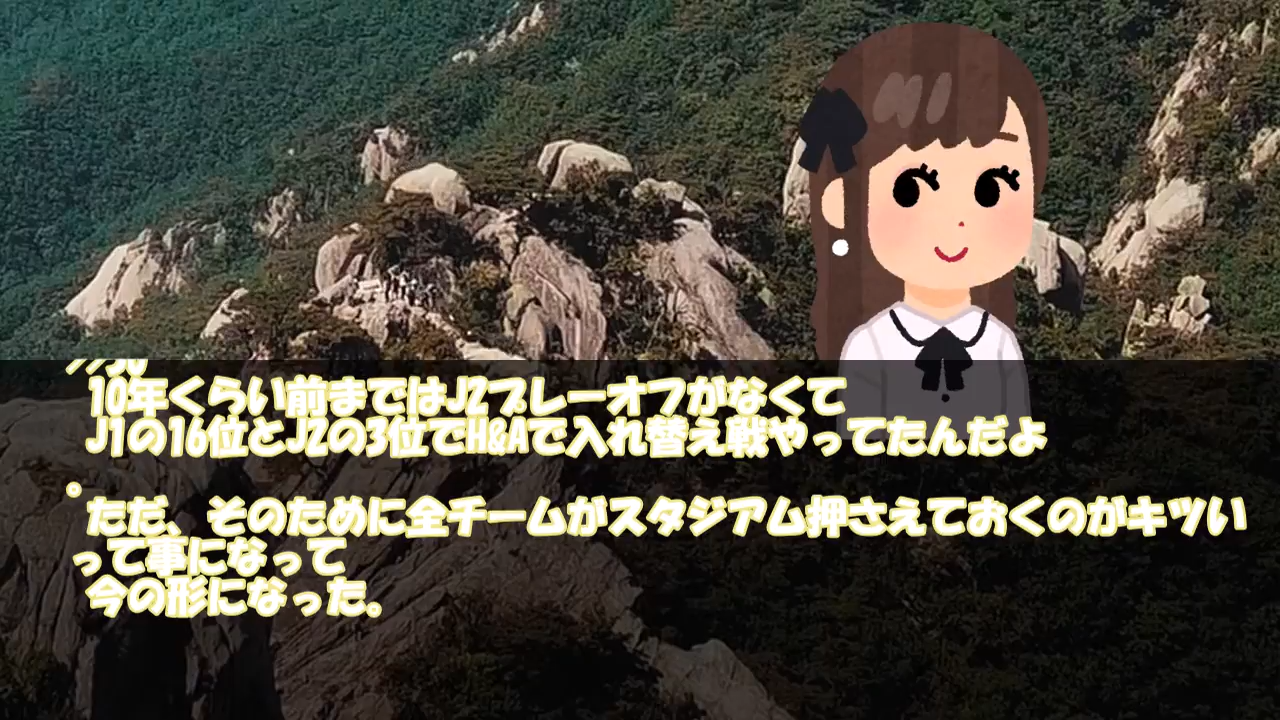 10年くらい前まではJ2プレーオフがなくて
J1の16位とJ2の3位でH&Aで入れ替え戦やってたんだよ
。
ただ、そのために全チームがスタジアム押さえておくのがキツい
って事になって
今の形になった。